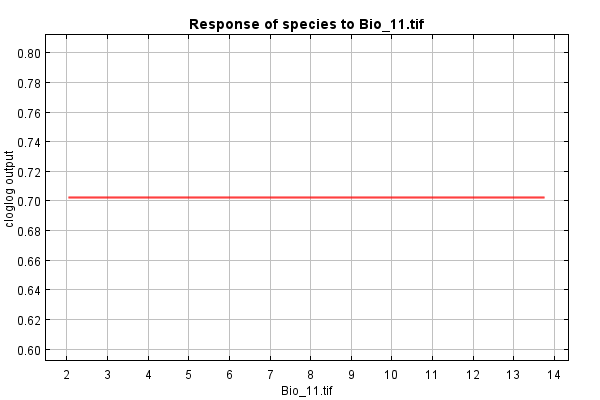 Response of species to Bio_11.tif
cloglog output
0.80
0.78
0.76
0.74
0.72
0.70
0.68
0.66
0.64
0.62
0.60
2 3 4 5 6 7 8 9 10 11 12 13 14
Bio_11.tif